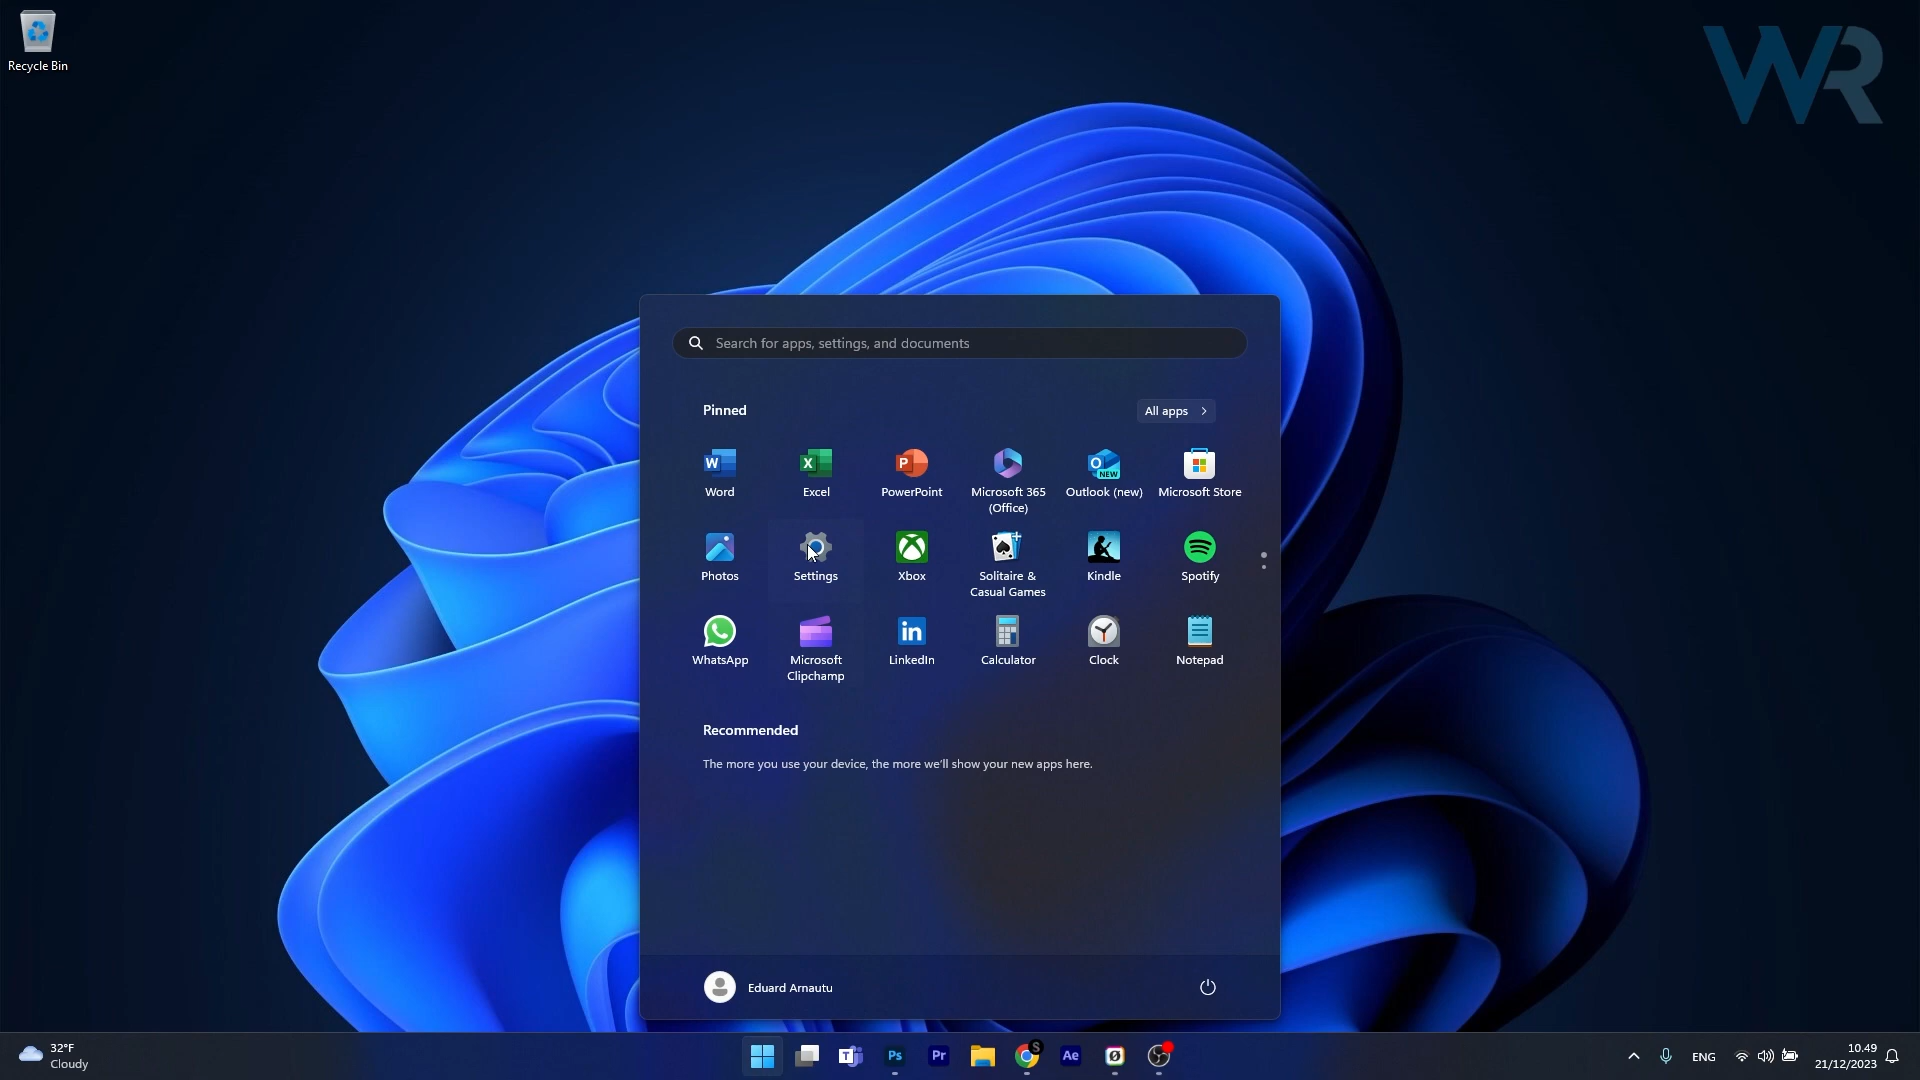 Recycle Bin
WR
Search for apps, settings, and documents
Pinned
All apps
Word
Excel
PowerPoint
Microsoft 365
(Office)
Outlook (new)
Microsoft Store
Photos
Settings
Xbox
Solitaire &
Casual Games
Kindle
Spotify
WhatsApp
Microsoft
Clipchamp
LinkedIn
Calculator
Clock
Notepad
Recommended
The more you use your device, the more we'll show your new apps here.
Eduard Arnautu
32°F
Cloudy
ENG
10.49
21/12/2023